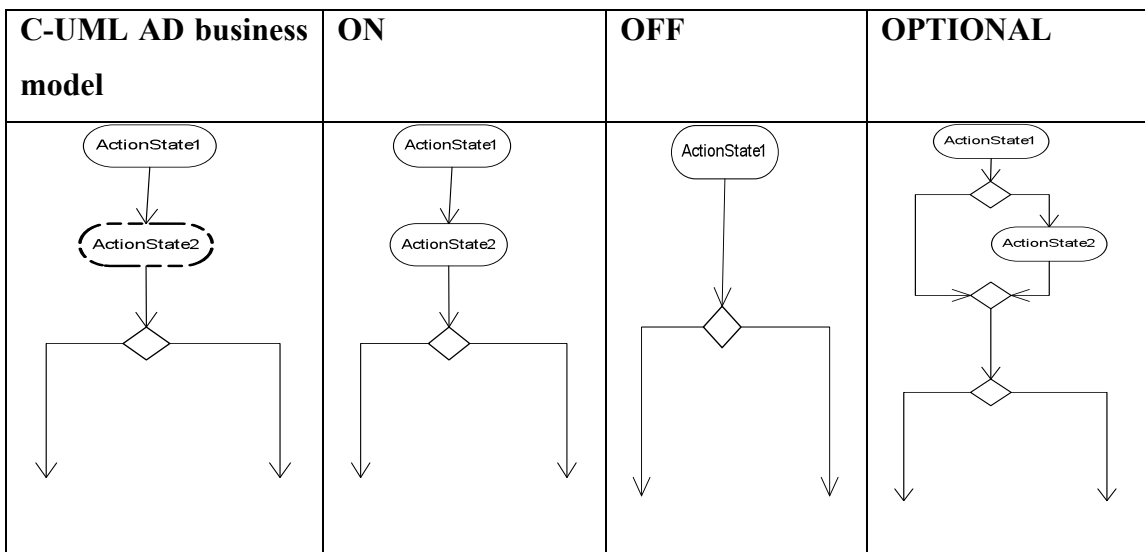 C-UML AD business
model
ON
OFF
OPTIONAL
ActionState1
ActionState2
ActionState1
ActionState2
ActionState1
ActionState1
ActionState2